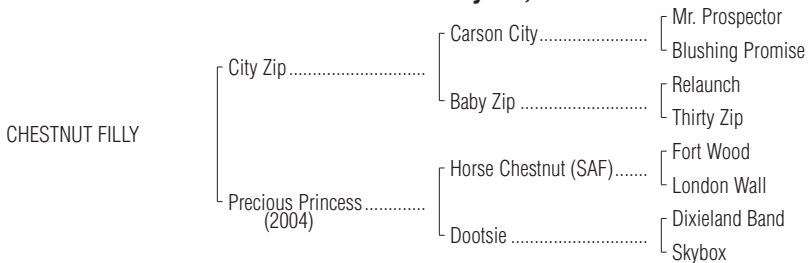 Mr. Prospector
Carson City.......................
Blushing Promise
City Zip .............................
Relaunch
Baby Zip ...........................
Thirty Zip
CHESTNUT FILLY
Fort Wood
Horse Chestnut (SAF).......
London Wall
Precious Princess.............
(2004)
Dixieland Band
Dootsie .............................
Skybox